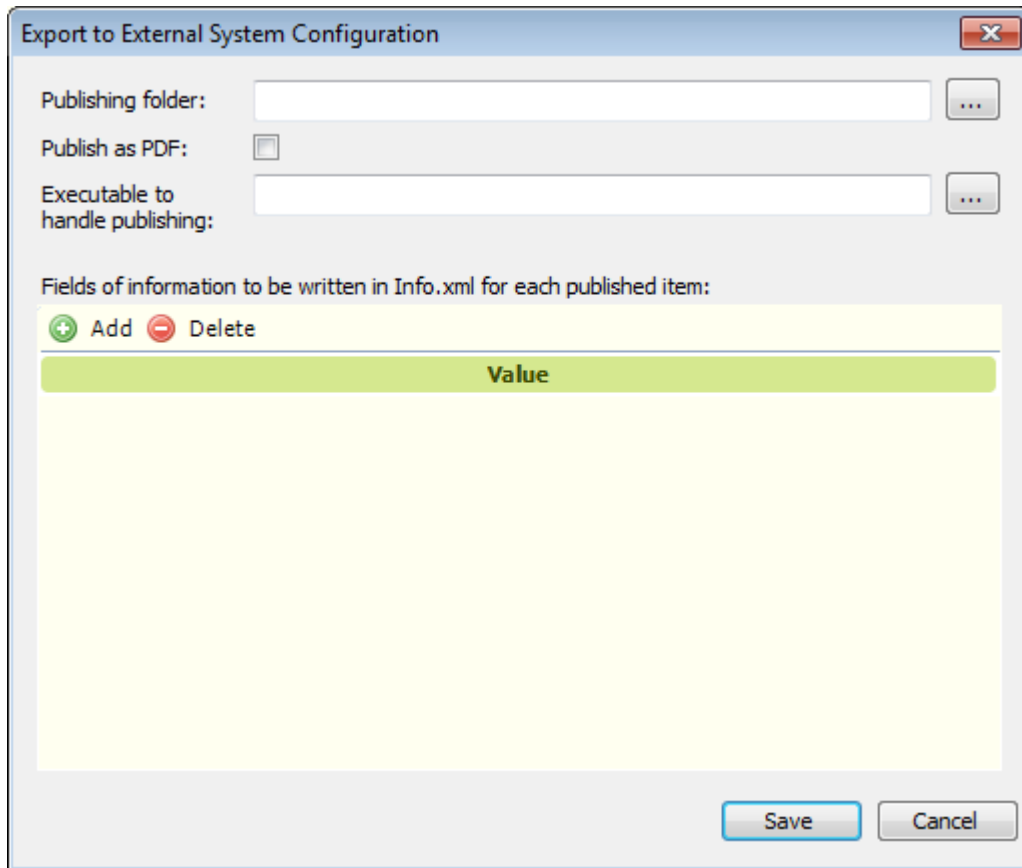 Export to External System Configuration
Publishing folder:
...
Publish as PDF:
Executable to
handle publishing:
...
Fields of information to be written in Info.xml for each published item:
Add Delete
Value
Save Cancel